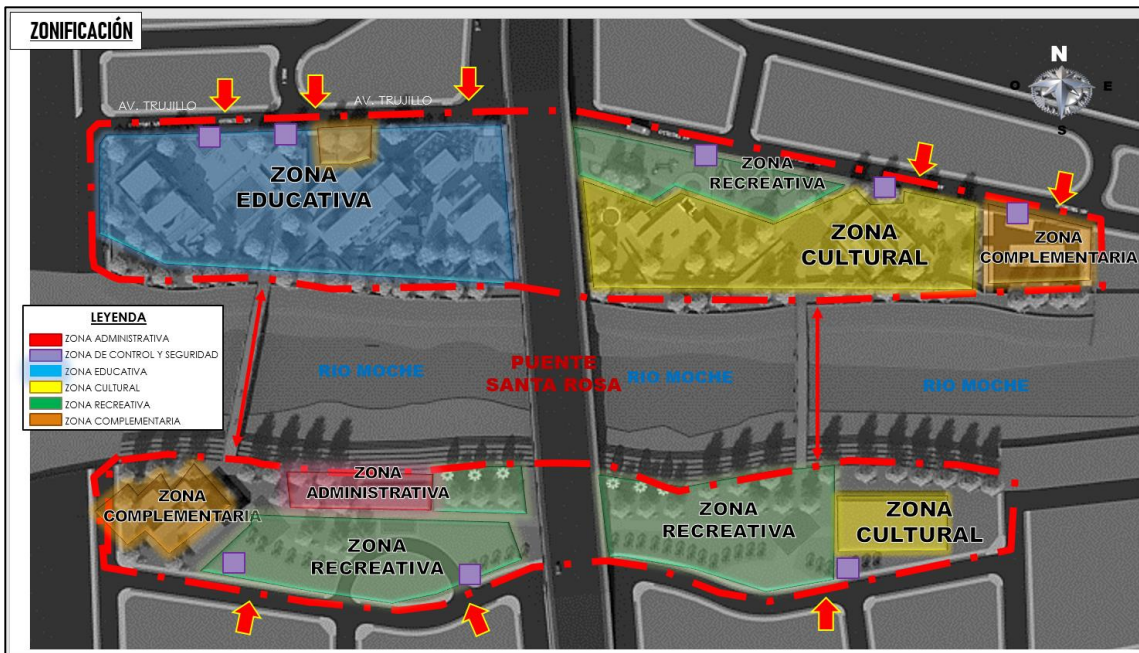 ZONIFICACIÓN
N
O
E
S
AV. TRUJILLO
AV. TRUJILLO
ZONA
EDUCATIVA
ZONA
RECREATIVA
ZONA
CULTURAL
ZONA
COMPLEMENTARIA
LEYENDA
ZONA ADMINISTRATIVA
ZONA DE CONTROL Y SEGURIDAD
ZONA EDUCATIVA
ZONA CULTURAL
ZONA RECREATIVA
ZONA COMPLEMENTARIA
RIO MOCHE
PUENTE
SANTA ROSA
RIO MOCHE
RIO MOCHE
ZONA
COMPLEMENTARIA
ZONA
ADMINISTRATIVA
ZONA
RECREATIVA
ZONA
RECREATIVA
ZONA
CULTURAL